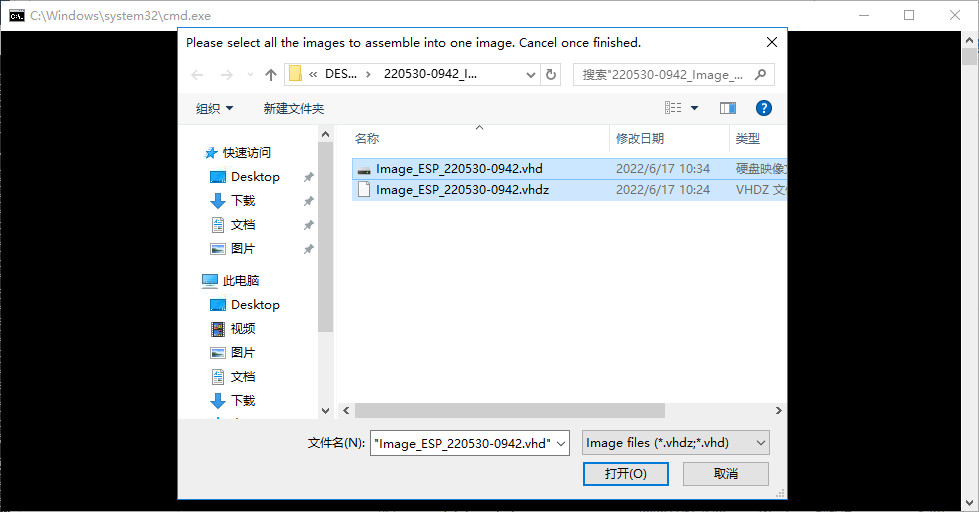 C:\Windows\system32\cmd.exe
Please select all the images to assemble into one image. Cancel once finished.
« DES... › 220530-0942_I...
搜索"220530-0942_Image_...
组织 新建文件夹
名称 修改日期 类型
快速访问
Desktop
下载
文档
图片
此电脑
Desktop
视频
图片
文档
下载
Image_ESP_220530-0942.vhd 2022/6/17 10:34 硬盘映像文
Image_ESP_220530-0942.vhdz 2022/6/17 10:24 VHDZ 文
文件名(N): "Image_ESP_220530-0942.vhd" Image files (*.vhdz;*.vhd)
打开(O) 取消